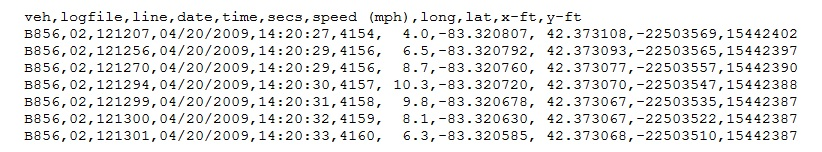 veh,logfile,line,date,time,secs,speed (mph),long,lat,x-ft,y-ft
B856,02,121207,04/20/2009,14:20:27,4154,  4.0,-83.320807, 42.373108,-22503569,15442402
B856,02,121256,04/20/2009,14:20:29,4156,  6.5,-83.320792, 42.373093,-22503565,15442397
B856,02,121270,04/20/2009,14:20:29,4156,  8.7,-83.320760, 42.373077,-22503557,15442390
B856,02,121294,04/20/2009,14:20:30,4157, 10.3,-83.320720, 42.373070,-22503547,15442388
B856,02,121299,04/20/2009,14:20:31,4158,  9.8,-83.320678, 42.373067,-22503535,15442387
B856,02,121300,04/20/2009,14:20:32,4159,  8.1,-83.320630, 42.373067,-22503522,15442387
B856,02,121301,04/20/2009,14:20:33,4160,  6.3,-83.320585, 42.373068,-22503510,15442387